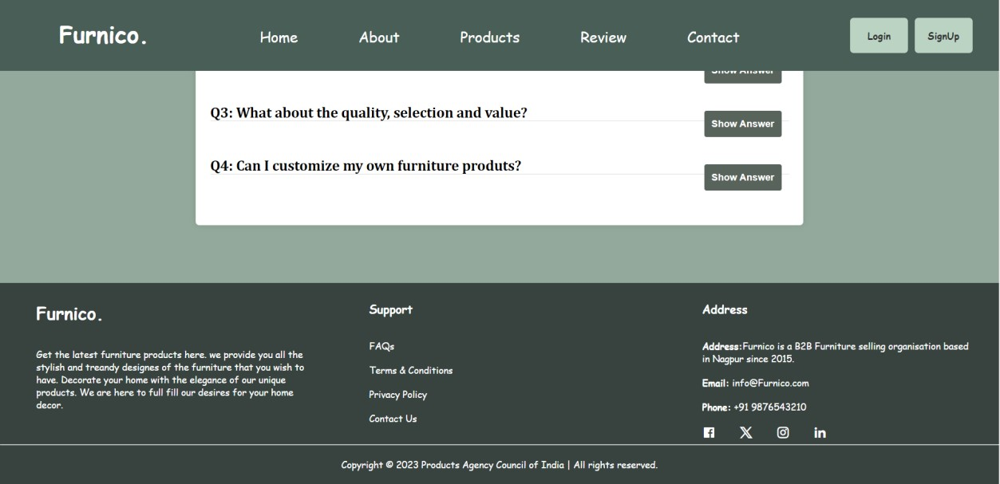 Furnico.
Home
About
Products
Review
Contact
Login
SignUp
Show Answer
Q3: What about the quality, selection and value?
Show Answer
Q4: Can I customize my own furniture produts?
Show Answer
Furnico.
Get the latest furniture products here. we provide you all the
stylish and treandy designes of the furniture that you wish to
have. Decorate your home with the elegance of our unique
products. We are here to full fill our desires for your home
decor.
Support
FAQs
Terms & Conditions
Privacy Policy
Contact Us
Address
Address:Furnico is a B2B Furniture selling organisation based
in Nagpur since 2015.
Email: info@Furnico.com
Phone: +91 9876543210
Copyright © 2023 Products Agency Council of India | All rights reserved.